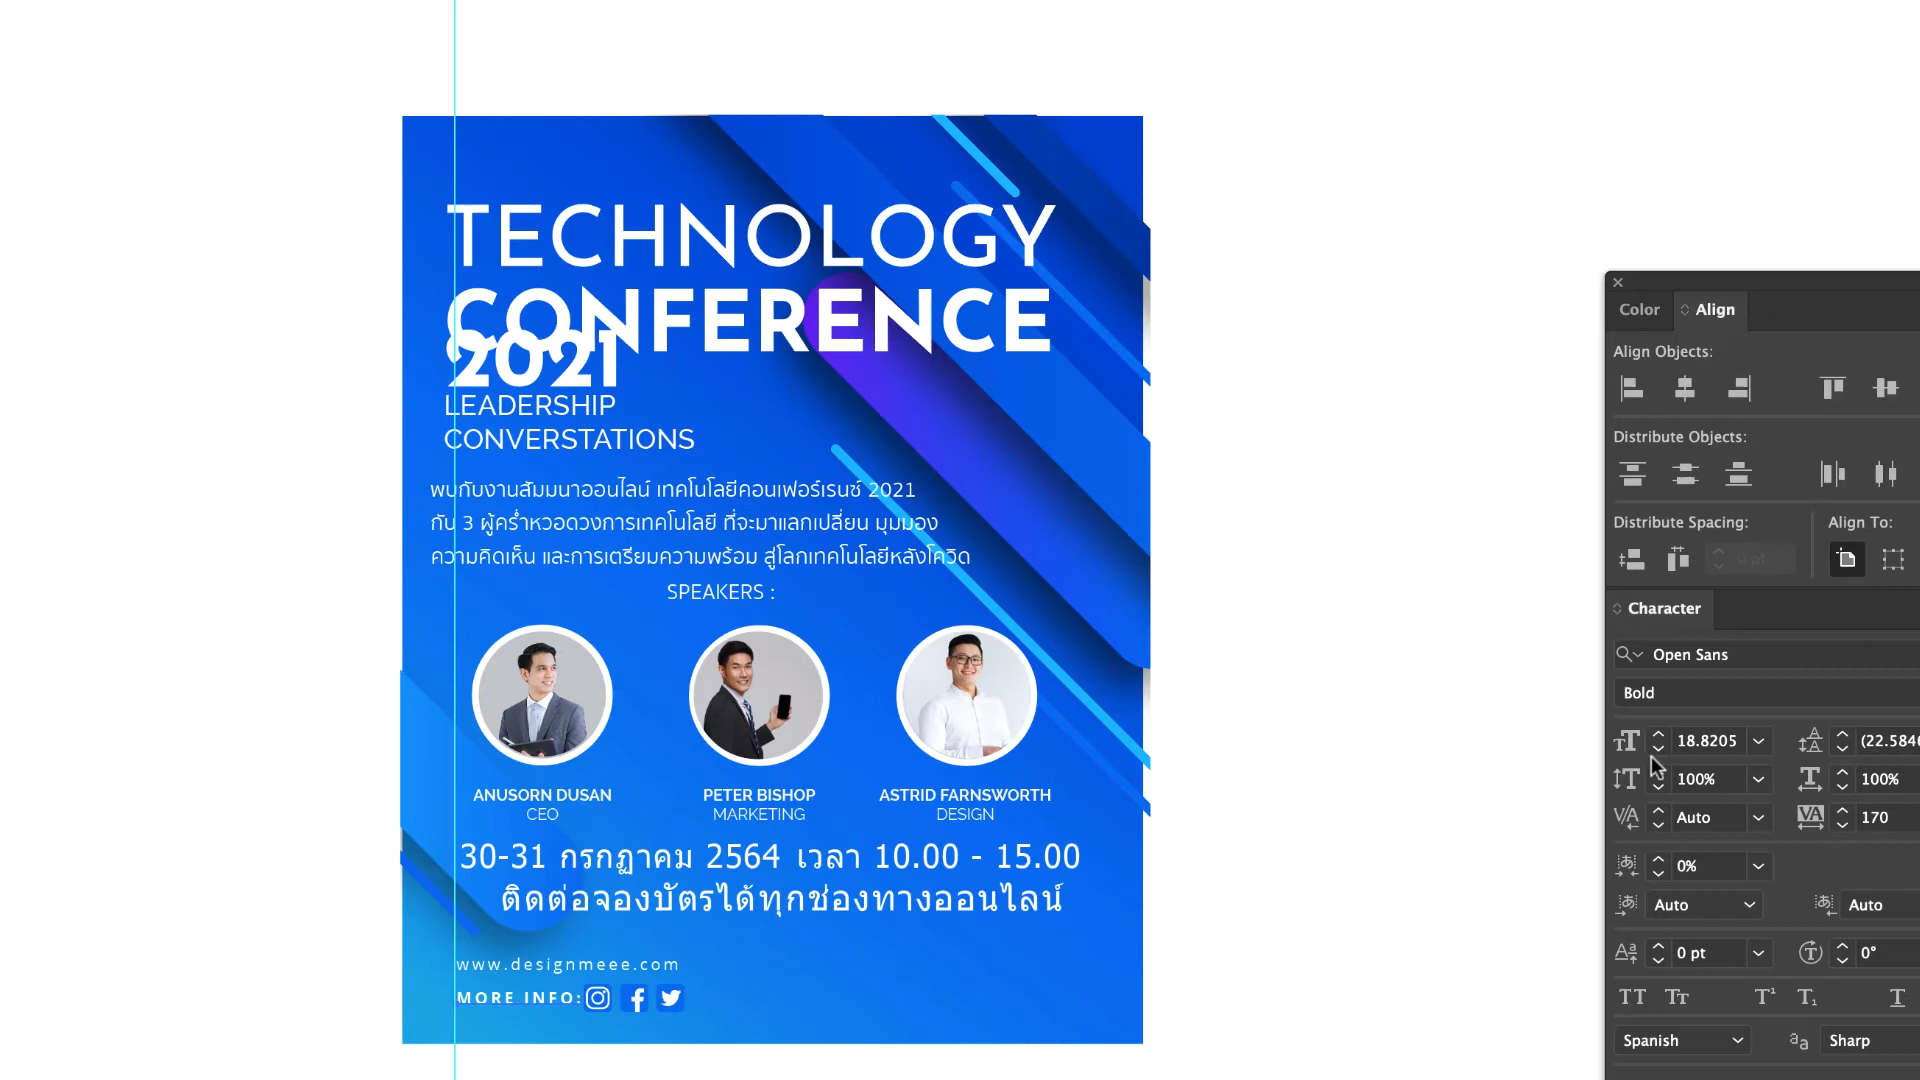 TECHNOLOGY
CONFERENCE
2021
LEADERSHIP
CONVERSTATIONS
พบกับงานสัมมนาออนไลน์ เทคโนโลยีคอนเฟอร์เรนซ์ 2021
กับ 3 ผู้คร่ำหวอดวงการเทคโนโลยี ที่จะมาแลกเปลี่ยน มุมมอง
ความคิดเห็น และการเตรียมความพร้อม สู่โลกเทคโนโลยีหลังโควิด
SPEAKERS :
ANUSORN DUSAN
CEO
PETER BISHOP
MARKETING
ASTRID FARNSWORTH
DESIGN
30-31 กรกฏาคม 2564 เวลา 10.00 - 15.00
ติดต่อจองบัตรได้ทุกช่องทางออนไลน์
www.designmeee.com
MORE INFO:
Color
Align
Align Objects:
Distribute Objects:
Distribute Spacing:
Align To:
0 pt
Character
Open Sans
Bold
18.8205
(22.5846
100%
100%
Auto
170
0%
Auto
Auto
0 pt
0°
Spanish
Sharp